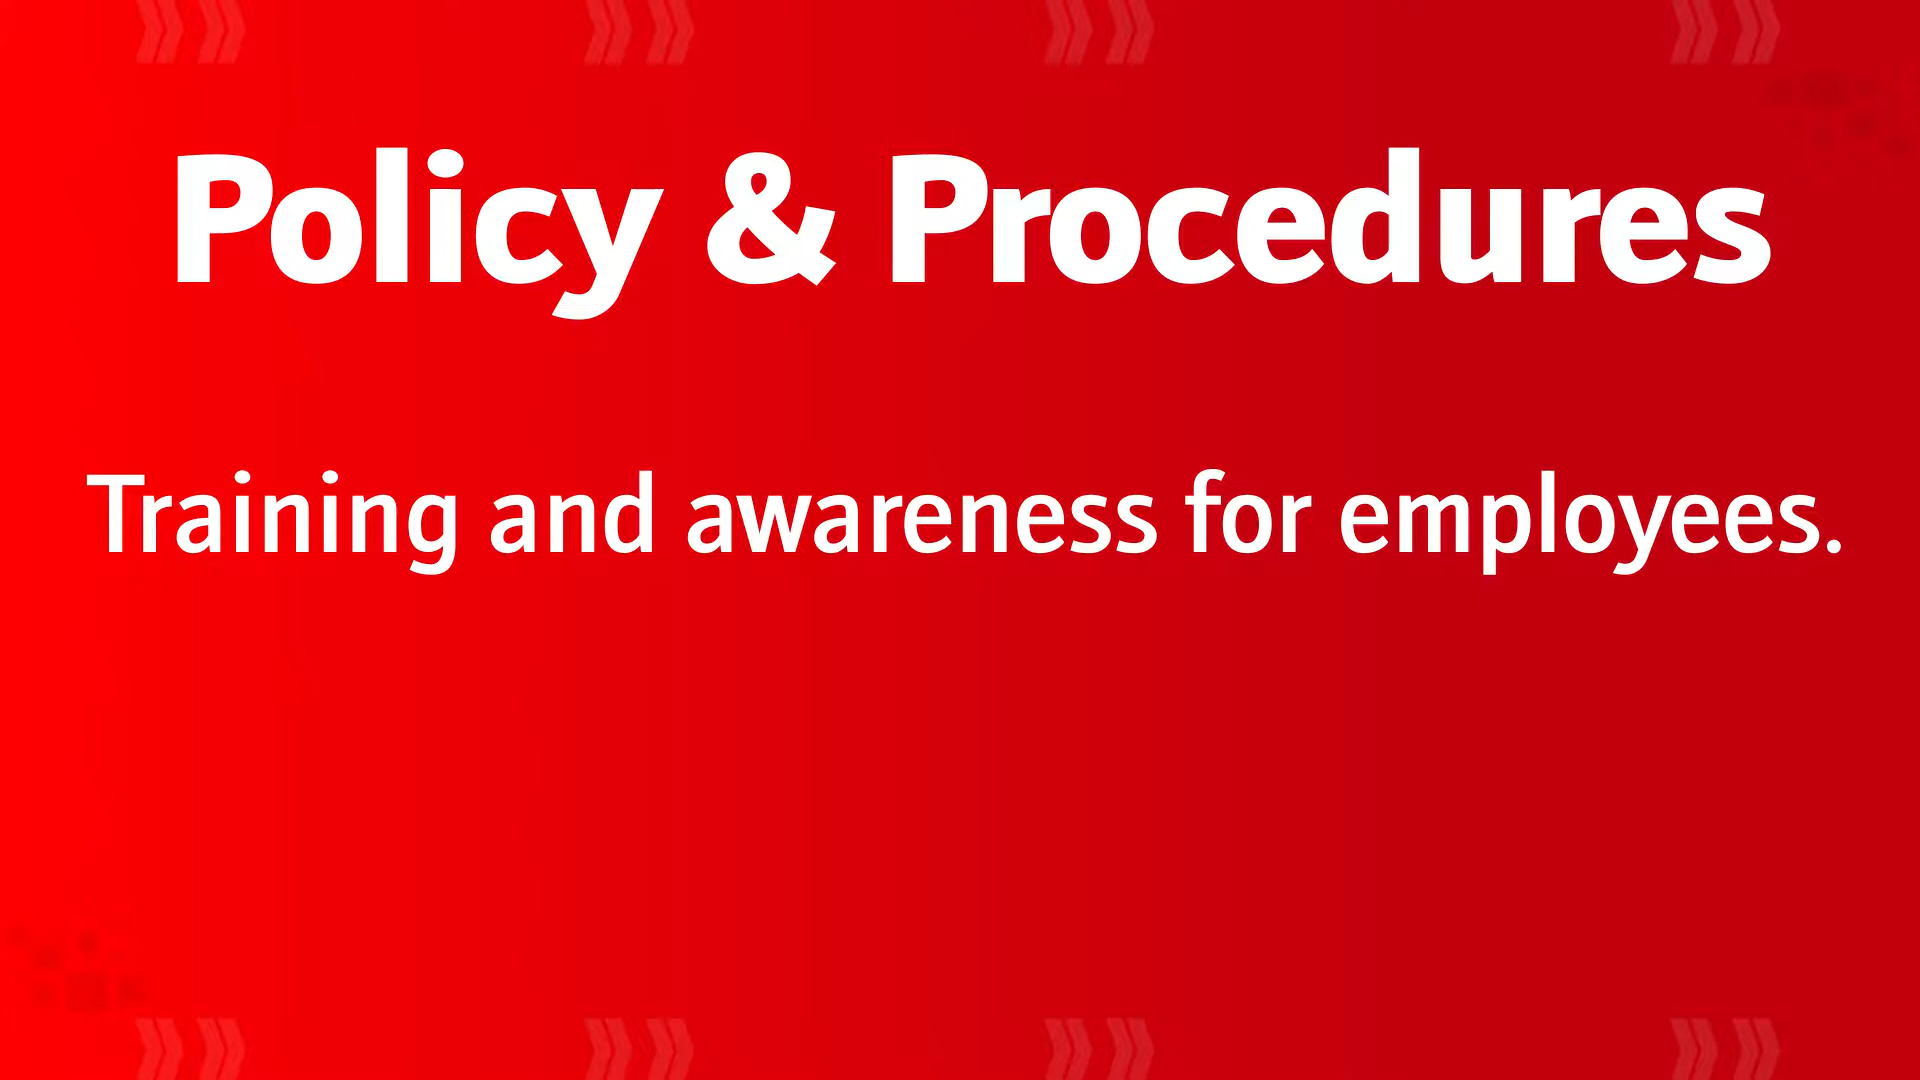 Policy & Procedures
Training and awareness for employees.